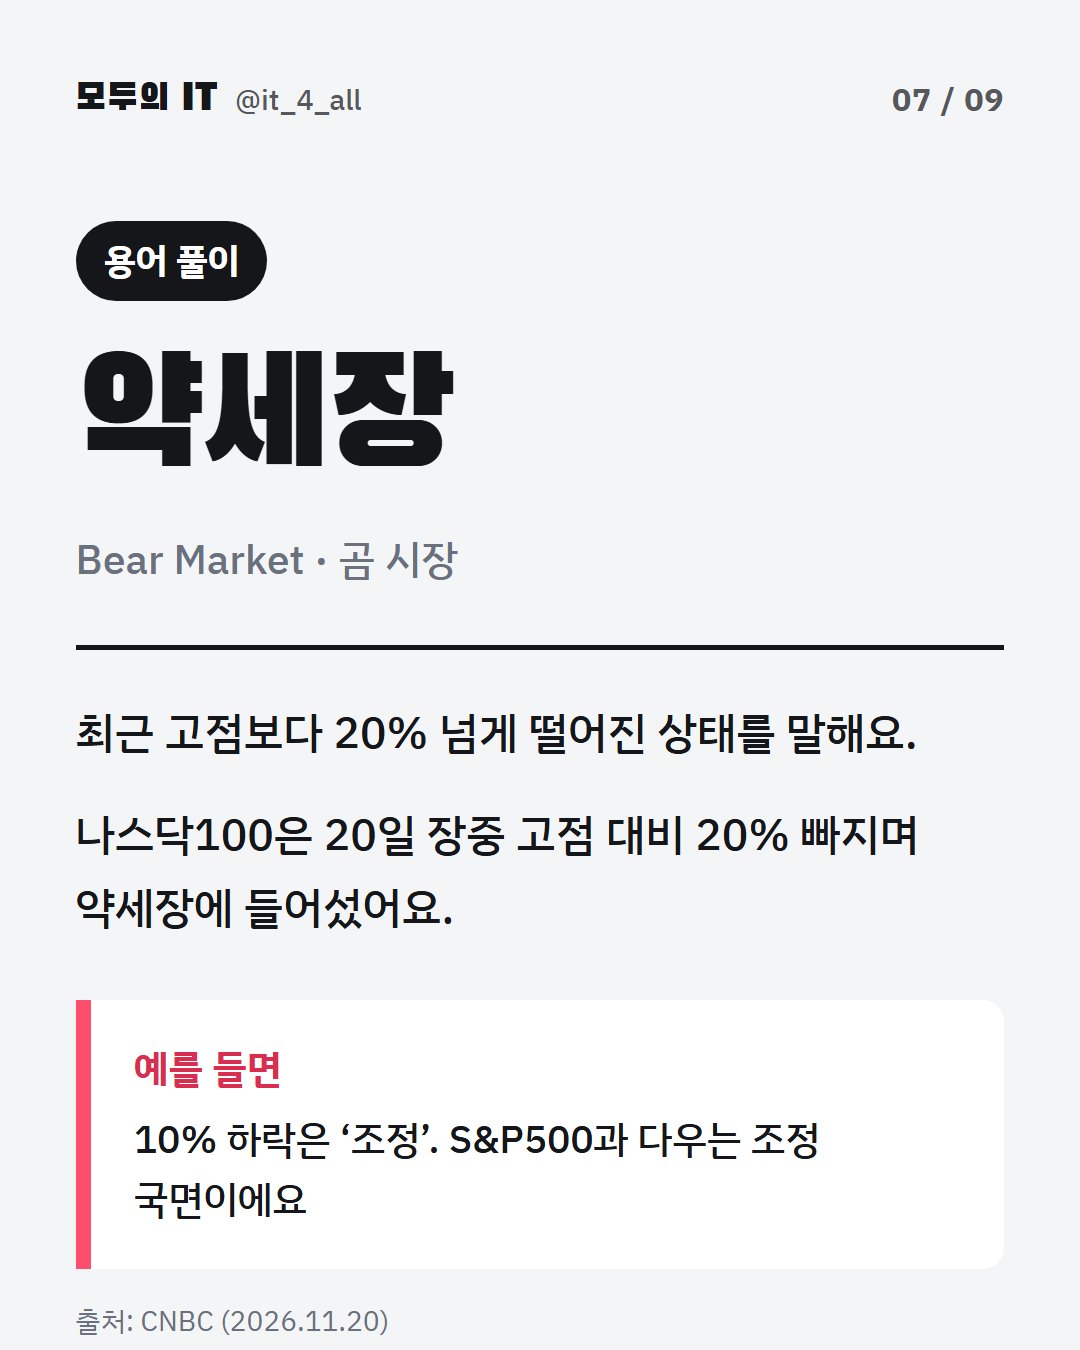 모두의 IT @it_4_all 07 / 09
용어 풀이
약세장
Bear Market · 곰 시장
최근 고점보다 20% 넘게 떨어진 상태를 말해요.
나스닥100은 20일 장중 고점 대비 20% 빠지며
약세장에 들어섰어요.
예를 들면
10% 하락은 ‘조정’. S&P500과 다우는 조정
국면이에요
출처: CNBC (2026.11.20)